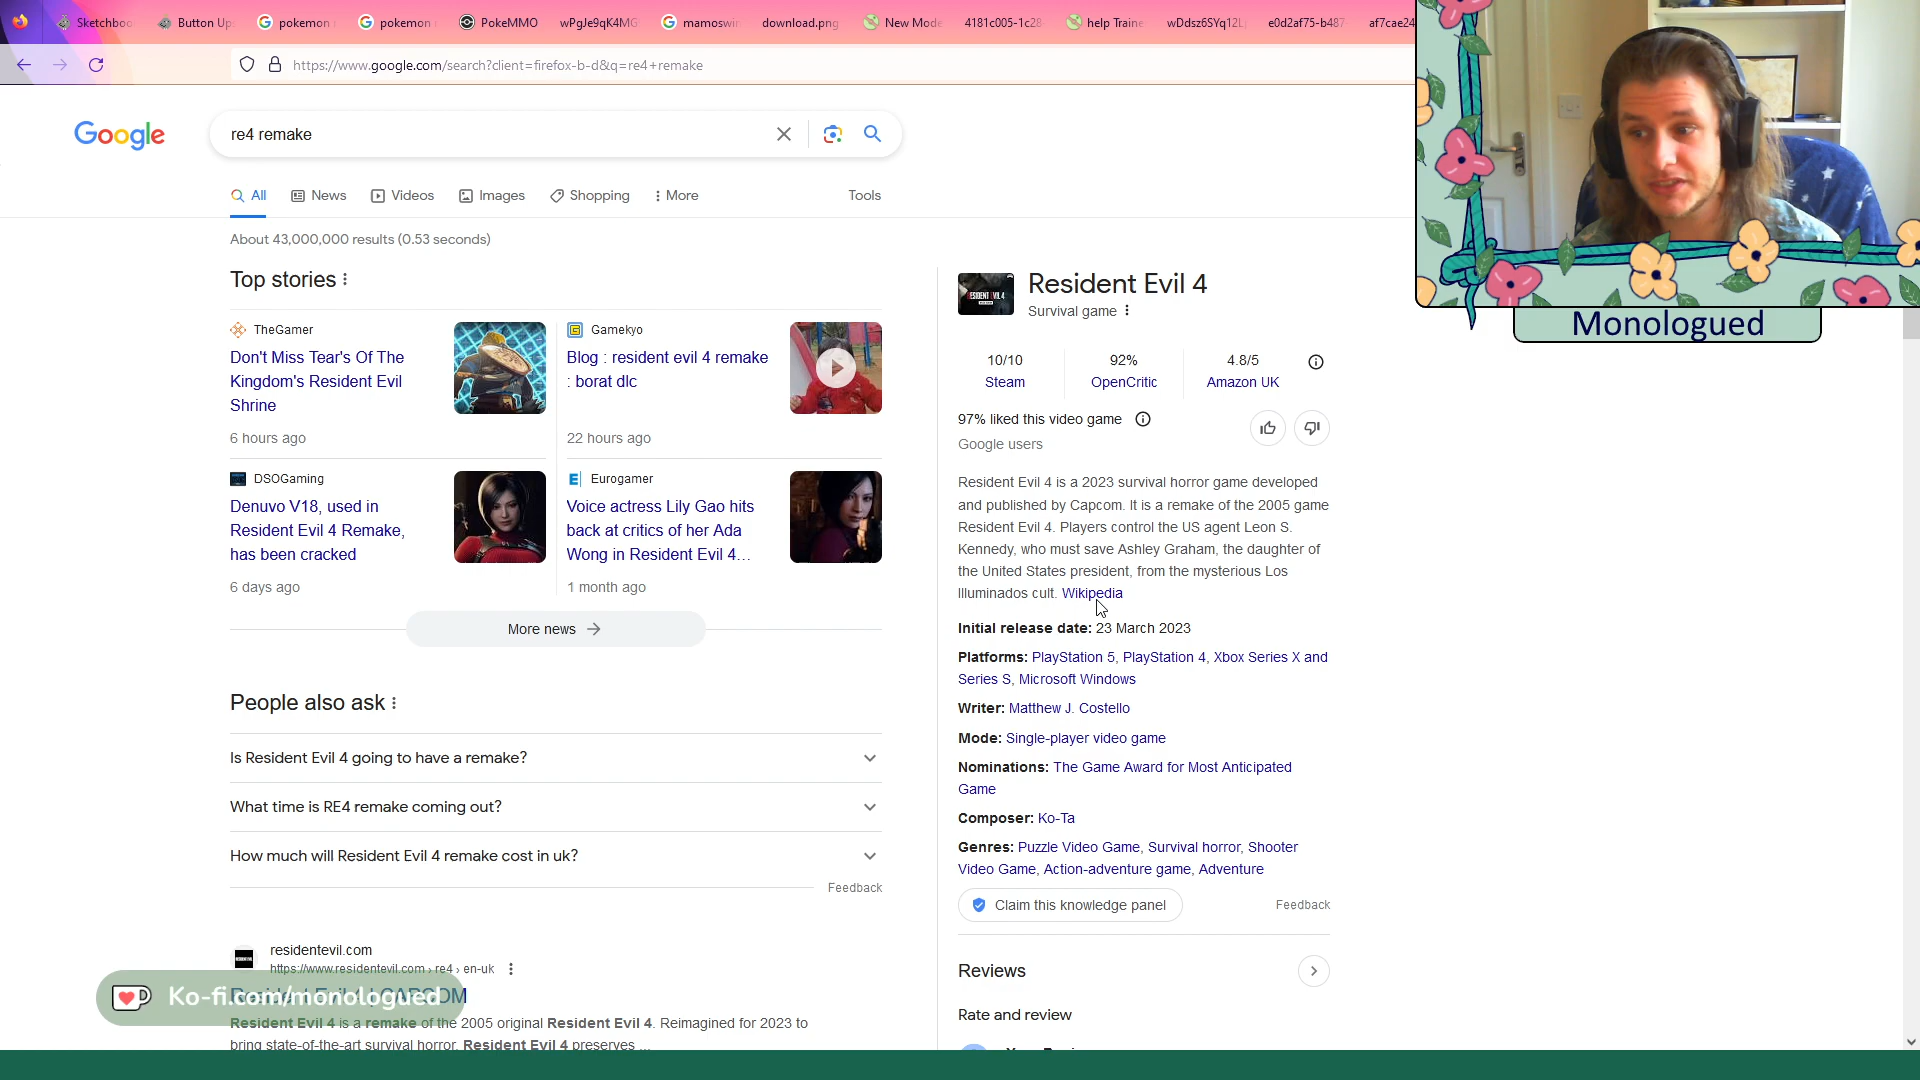 Sketchboo
Button Up
pokemon
pokemon
PokeMMO
wPgJe9qK4MG
mamoswin
download.png
New Mode
4181c005-1c28
help Traine
wDdsz6SYq12L
e0d2af75-b487
af7cae24
https://www.google.com/search?client=firefox-b-d&q=re4+remake
Google
re4 remake
All
News
Videos
Images
Shopping
More
Tools
About 43,000,000 results (0.53 seconds)
Top stories
TheGamer
Don't Miss Tear's Of The
Kingdom's Resident Evil
Shrine
6 hours ago
Gamekyo
Blog : resident evil 4 remake
: borat dlc
22 hours ago
DSOGaming
Denuvo V18, used in
Resident Evil 4 Remake,
has been cracked
6 days ago
Eurogamer
Voice actress Lily Gao hits
back at critics of her Ada
Wong in Resident Evil 4...
1 month ago
More news
People also ask
Is Resident Evil 4 going to have a remake?
What time is RE4 remake coming out?
How much will Resident Evil 4 remake cost in uk?
Feedback
residentevil.com
https://www.residentevil.com › re4 › en-uk
Resident Evil 4 | CAPCOM
Ko-fi.com/monologued
Resident Evil 4 is a remake of the 2005 original Resident Evil 4. Reimagined for 2023 to
bring state-of-the-art survival horror. Resident Evil 4 preserves ...
RESIDENT EVIL 4
Resident Evil 4
Survival game
10/10
Steam
92%
OpenCritic
4.8/5
Amazon UK
97% liked this video game
Google users
Resident Evil 4 is a 2023 survival horror game developed
and published by Capcom. It is a remake of the 2005 game
Resident Evil 4. Players control the US agent Leon S.
Kennedy, who must save Ashley Graham, the daughter of
the United States president, from the mysterious Los
Illuminados cult. Wikipedia
Initial release date: 23 March 2023
Platforms: PlayStation 5, PlayStation 4, Xbox Series X and
Series S, Microsoft Windows
Writer: Matthew J. Costello
Mode: Single-player video game
Nominations: The Game Award for Most Anticipated
Game
Composer: Ko-Ta
Genres: Puzzle Video Game, Survival horror, Shooter
Video Game, Action-adventure game, Adventure
Claim this knowledge panel
Feedback
Reviews
Rate and review
Monologued